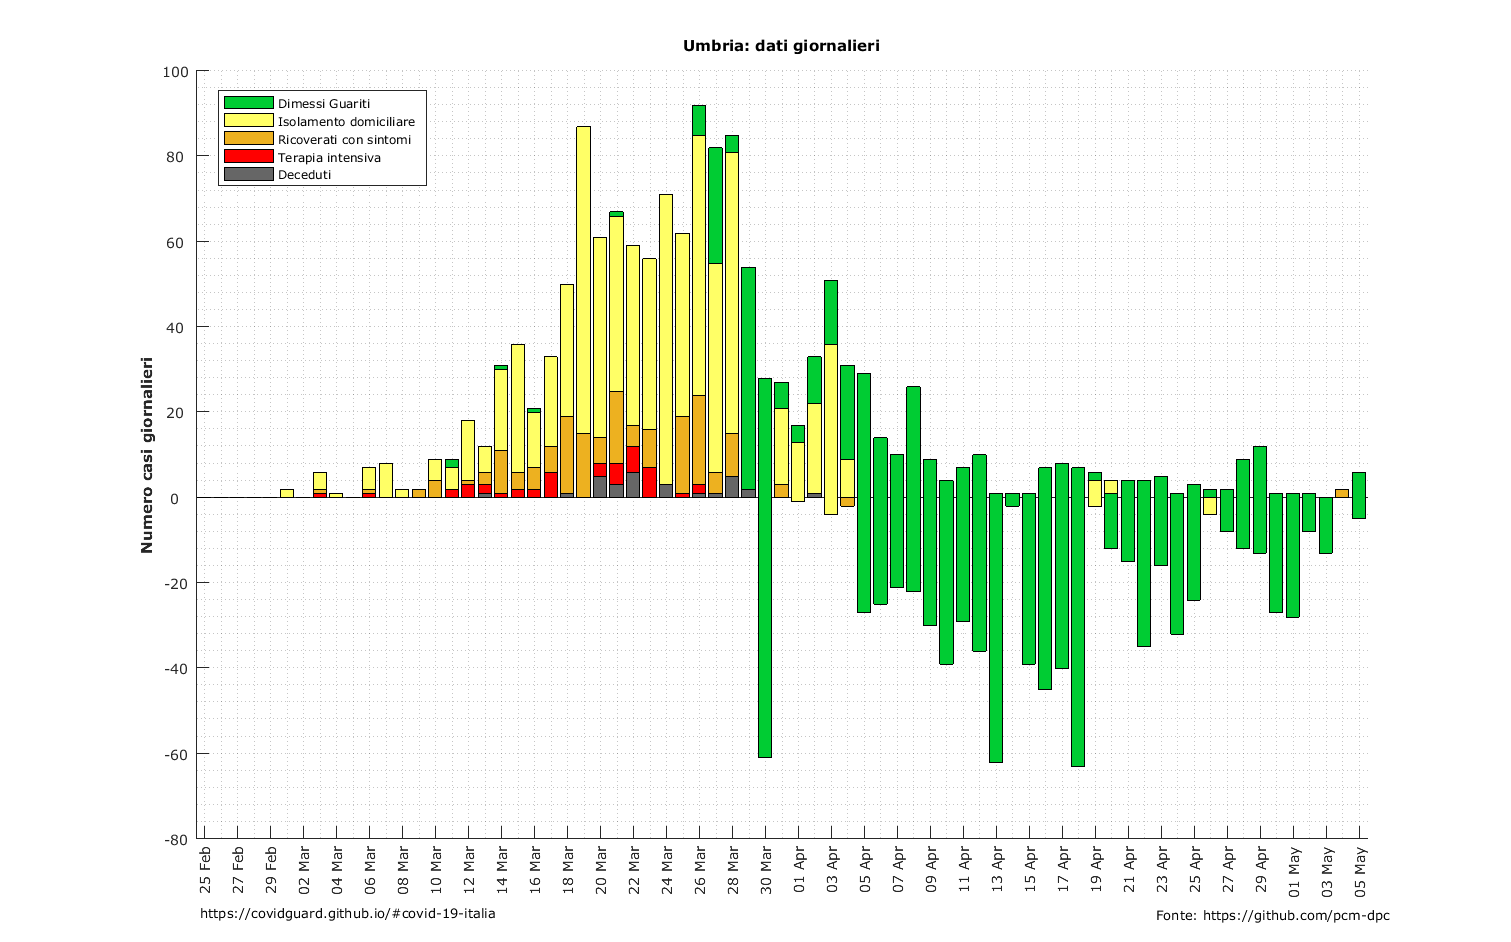 Umbria: dati giornalieri
100
80
60
40
20
0
-20
-40
-60
-80
Numero casi giornalieri
Dimessi Guariti
Isolamento domiciliare
Ricoverati con sintomi
Terapia intensiva
Deceduti
25 Feb
27 Feb
29 Feb
02 Mar
04 Mar
06 Mar
08 Mar
10 Mar
12 Mar
14 Mar
16 Mar
18 Mar
20 Mar
22 Mar
24 Mar
26 Mar
28 Mar
30 Mar
01 Apr
03 Apr
05 Apr
07 Apr
09 Apr
11 Apr
13 Apr
15 Apr
17 Apr
19 Apr
21 Apr
23 Apr
25 Apr
27 Apr
29 Apr
01 May
03 May
05 May
https://covidguard.github.io/#covid-19-italia
Fonte: https://github.com/pcm-dpc